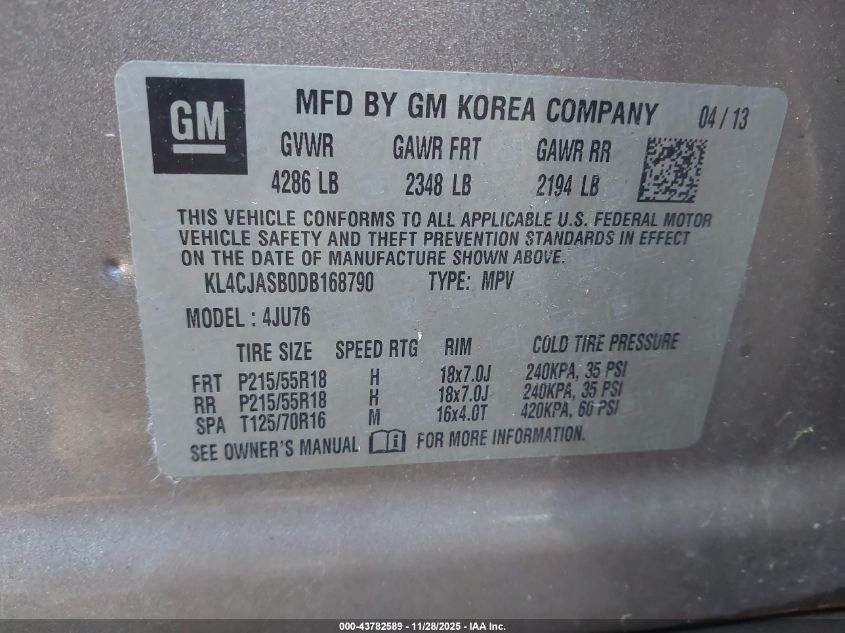 GM
MFD BY GM KOREA COMPANY 04 / 13
GVWR GAWR FRT GAWR RR
4286 LB 2348 LB 2194 LB
THIS VEHICLE CONFORMS TO ALL APPLICABLE U.S. FEDERAL MOTOR
VEHICLE SAFETY AND THEFT PREVENTION STANDARDS IN EFFECT
ON THE DATE OF MANUFACTURE SHOWN ABOVE.
KL4CJASB0DB168790 TYPE: MPV
MODEL : 4JU76
TIRE SIZE SPEED RTG RIM COLD TIRE PRESSURE
FRT P215/55R18 H 18x7.0J 240KPA, 35 PSI
RR P215/55R18 H 18x7.0J 240KPA, 35 PSI
SPA T125/70R16 M 16x4.0T 420KPA, 60 PSI
SEE OWNER'S MANUAL FOR MORE INFORMATION.
000-43782589 - 11/28/2025 - IAA Inc.